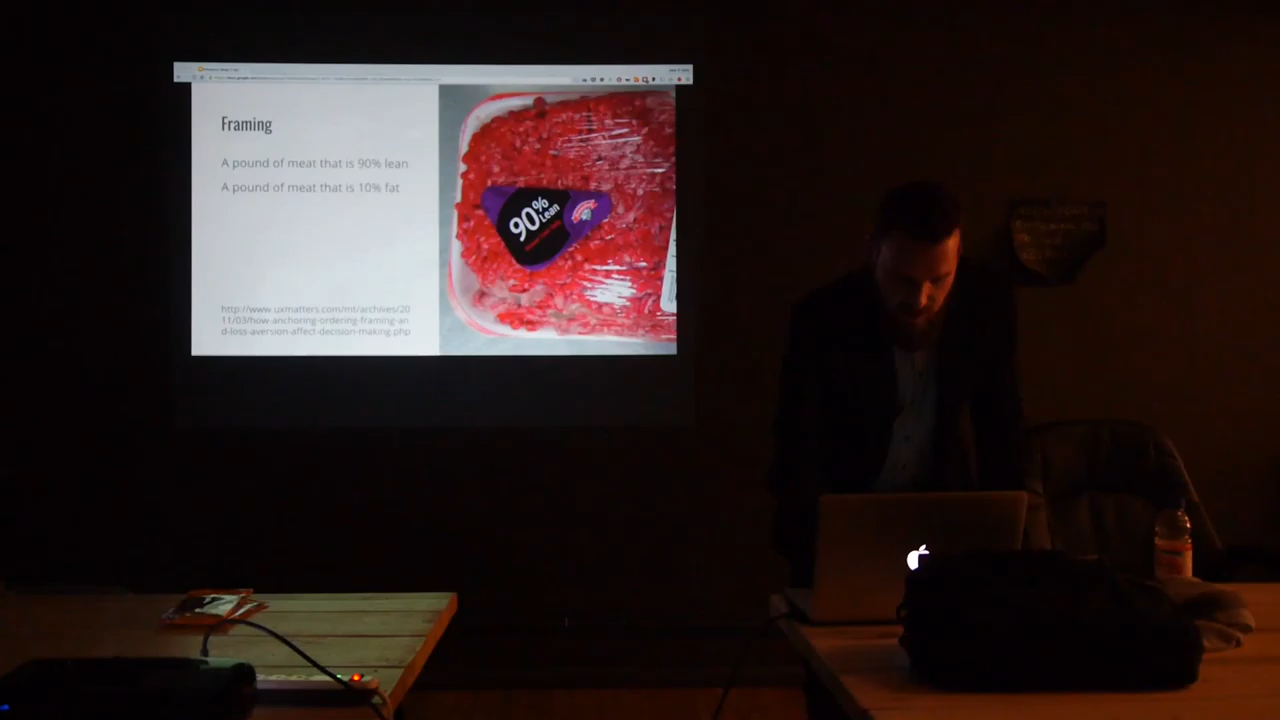 Framing
A pound of meat that is 90% lean
A pound of meat that is 10% fat
http://www.uxmatters.com/mt/archives/20
11/03/how-anchoring-ordering-framing-an
d-loss-aversion-affect-decision-making.php
90%
Lean